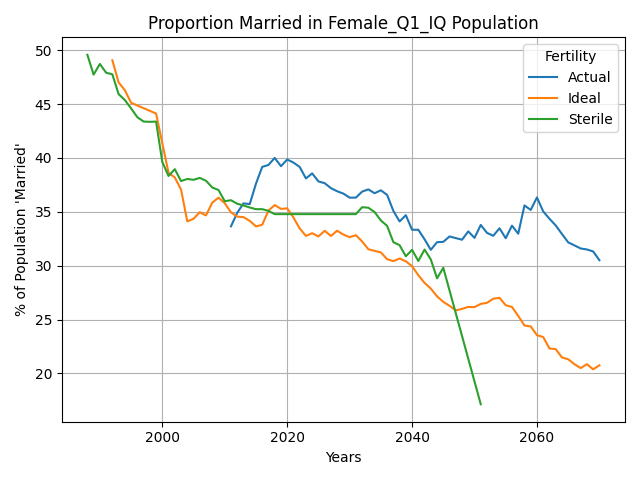 Proportion Married in Female_Q1_IQ Population
% of Population 'Married'
50
45
40
35
30
25
20
Fertility
Actual
Ideal
Sterile
2000 2020 2040 2060
Years